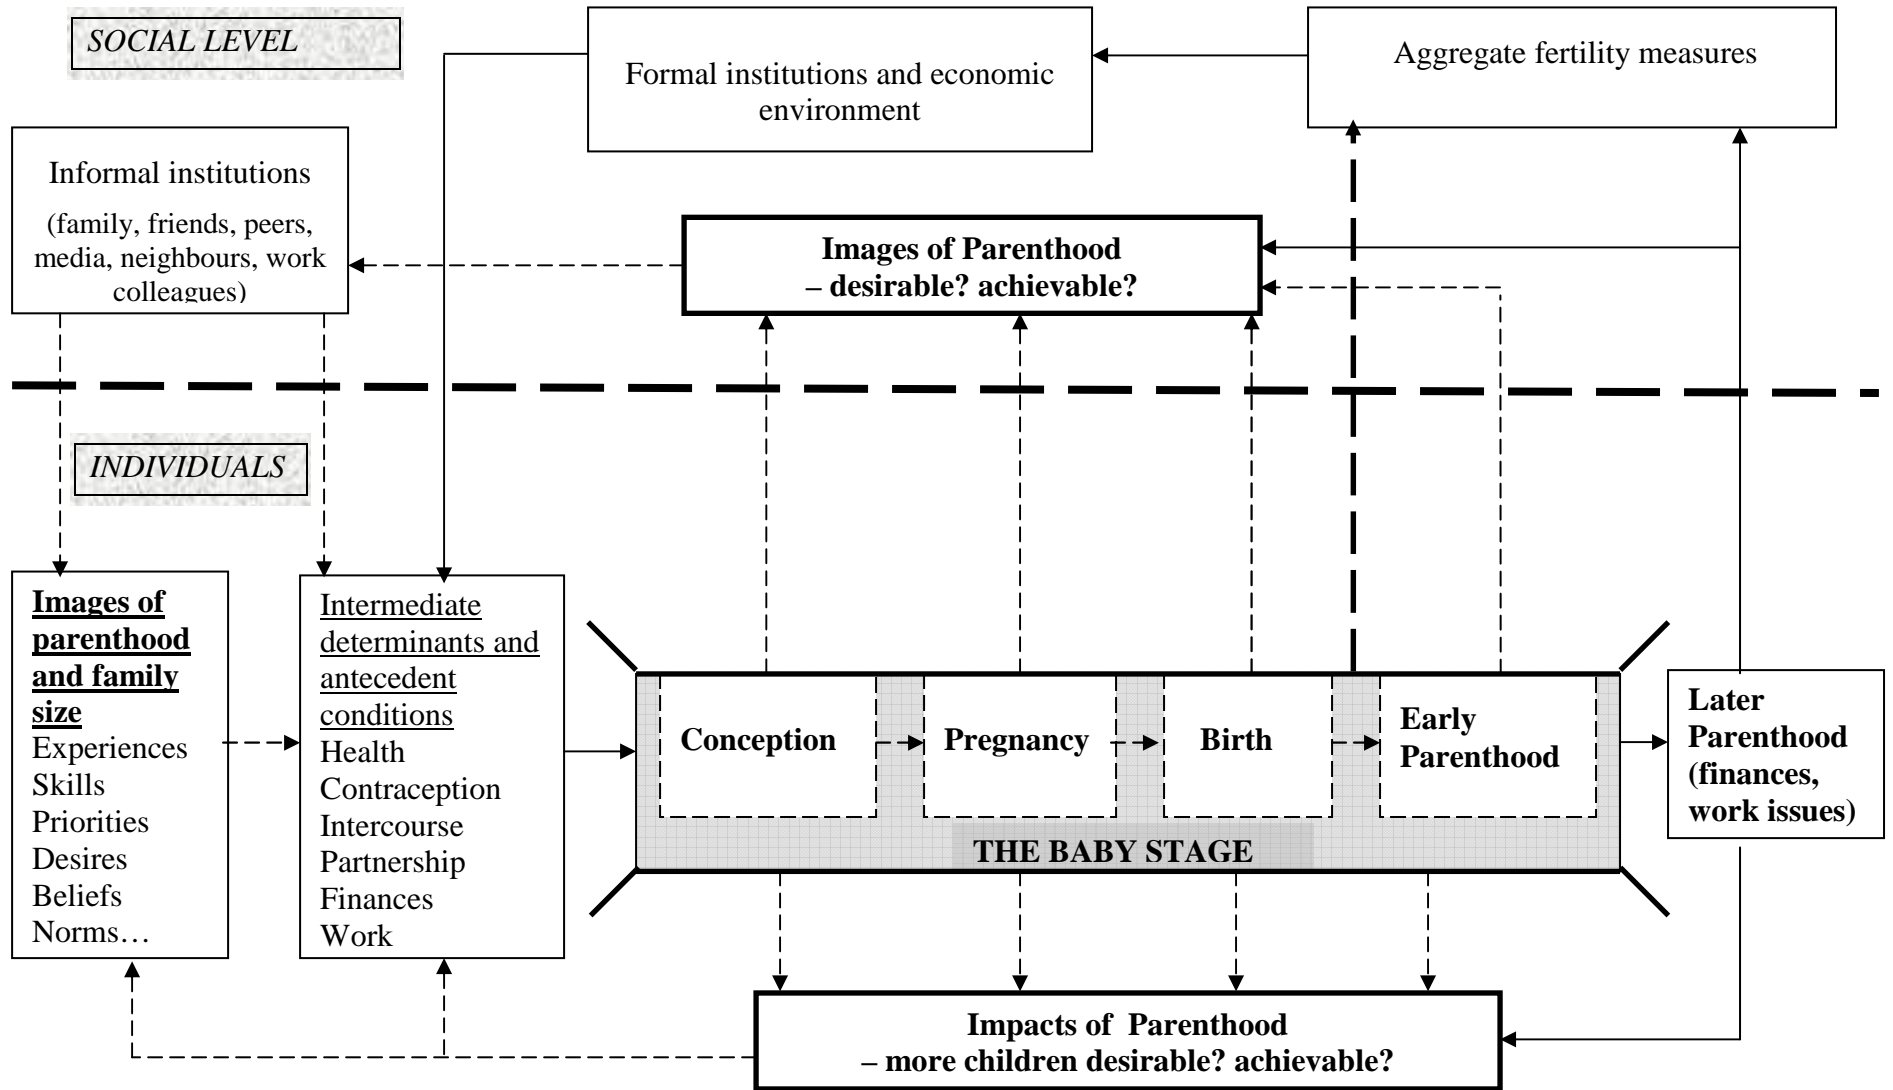 SOCIAL LEVEL
Formal institutions and economic
environment
Aggregate fertility measures
Informal institutions
(family, friends, peers,
media, neighbours, work
colleagues)
Images of Parenthood
– desirable? achievable?
INDIVIDUALS
Images of
parenthood
and family
size
Experiences
Skills
Priorities
Desires
Beliefs
Norms…
Intermediate
determinants and
antecedent
conditions
Health
Contraception
Intercourse
Partnership
Finances
Work
Conception
Pregnancy
Birth
Early
Parenthood
THE BABY STAGE
Later
Parenthood
(finances,
work issues)
Impacts of Parenthood
– more children desirable? achievable?